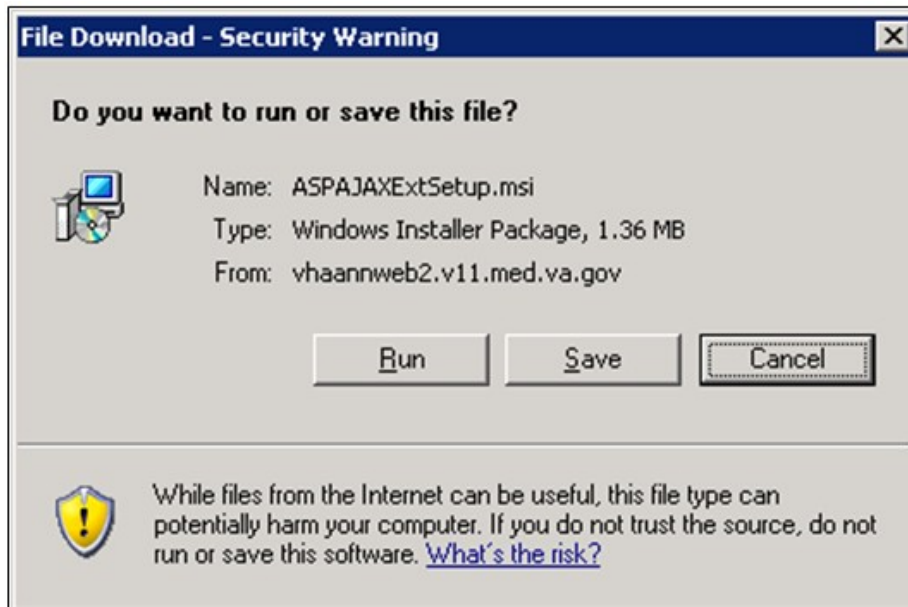 File Download - Security Warning
Do you want to run or save this file?
Name: ASPAJAXExtSetup.msi
Type: Windows Installer Package, 1.36 MB
From: vhaannweb2.v11.med.va.gov
Run Save Cancel
While files from the Internet can be useful, this file type can
potentially harm your computer. If you do not trust the source, do not
run or save this software. What's the risk?